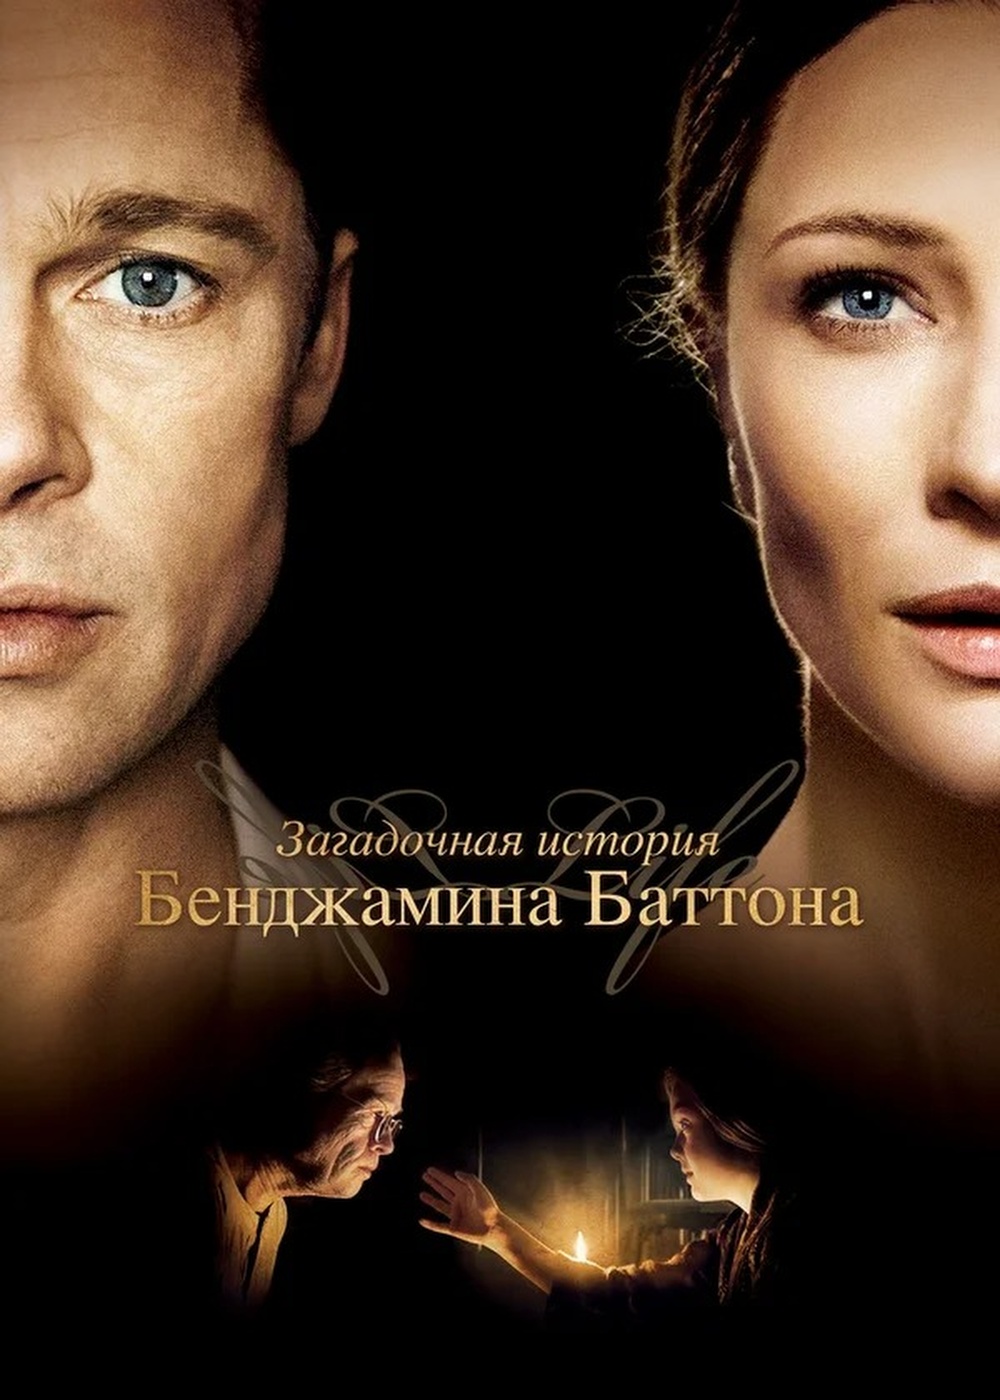 Загадочная история
Бенджамина Баттона